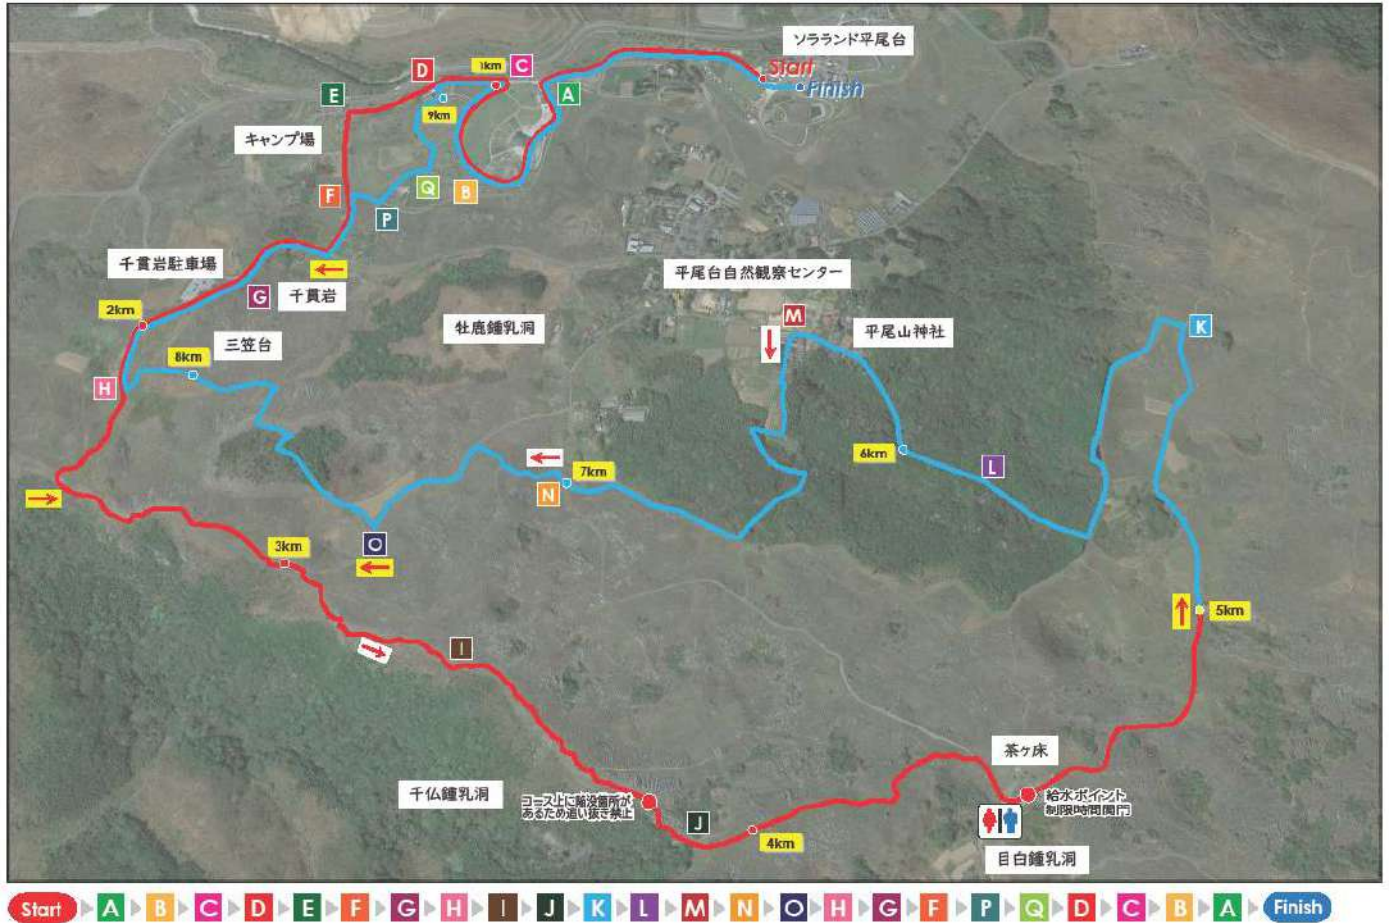 ソラランド平尾台
Start
Finish
D
1km
C
E
9km
A
キャンプ場
Q
B
F
P
千貫岩駐車場
G
千貫岩
平尾台自然観察センター
2km
牡鹿鍾乳洞
M
平尾山神社
K
三笠台
8km
H
6km
L
7km
N
O
3km
5km
I
茶ヶ床
千仏鍾乳洞
コース上に陥没箇所が
あるため追い抜き禁止
J
給水ポイント
制限時間関門
4km
目白鍾乳洞
Start A B C D E F G H I J K L M N O H G F P Q D C B A Finish